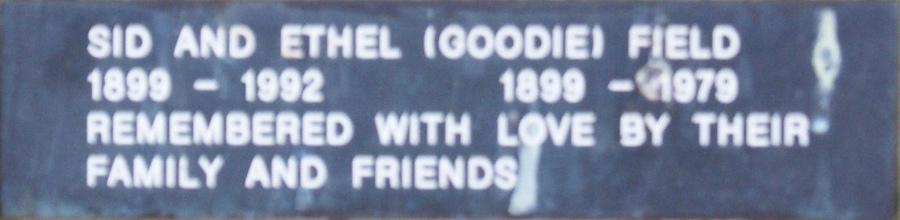 SID AND ETHEL (GOODIE) FIELD
1899 - 1992 1899 - 1979
REMEMBERED WITH LOVE BY THEIR
FAMILY AND FRIENDS